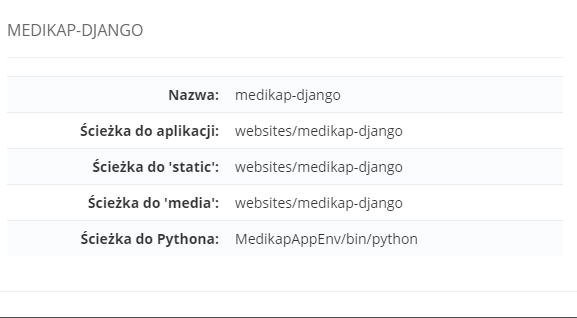 MEDIKAP-DJANGO
Nazwa: medikap-django
Ścieżka do aplikacji: websites/medikap-django
Ścieżka do 'static': websites/medikap-django
Ścieżka do 'media': websites/medikap-django
Ścieżka do Pythona: MedikapAppEnv/bin/python